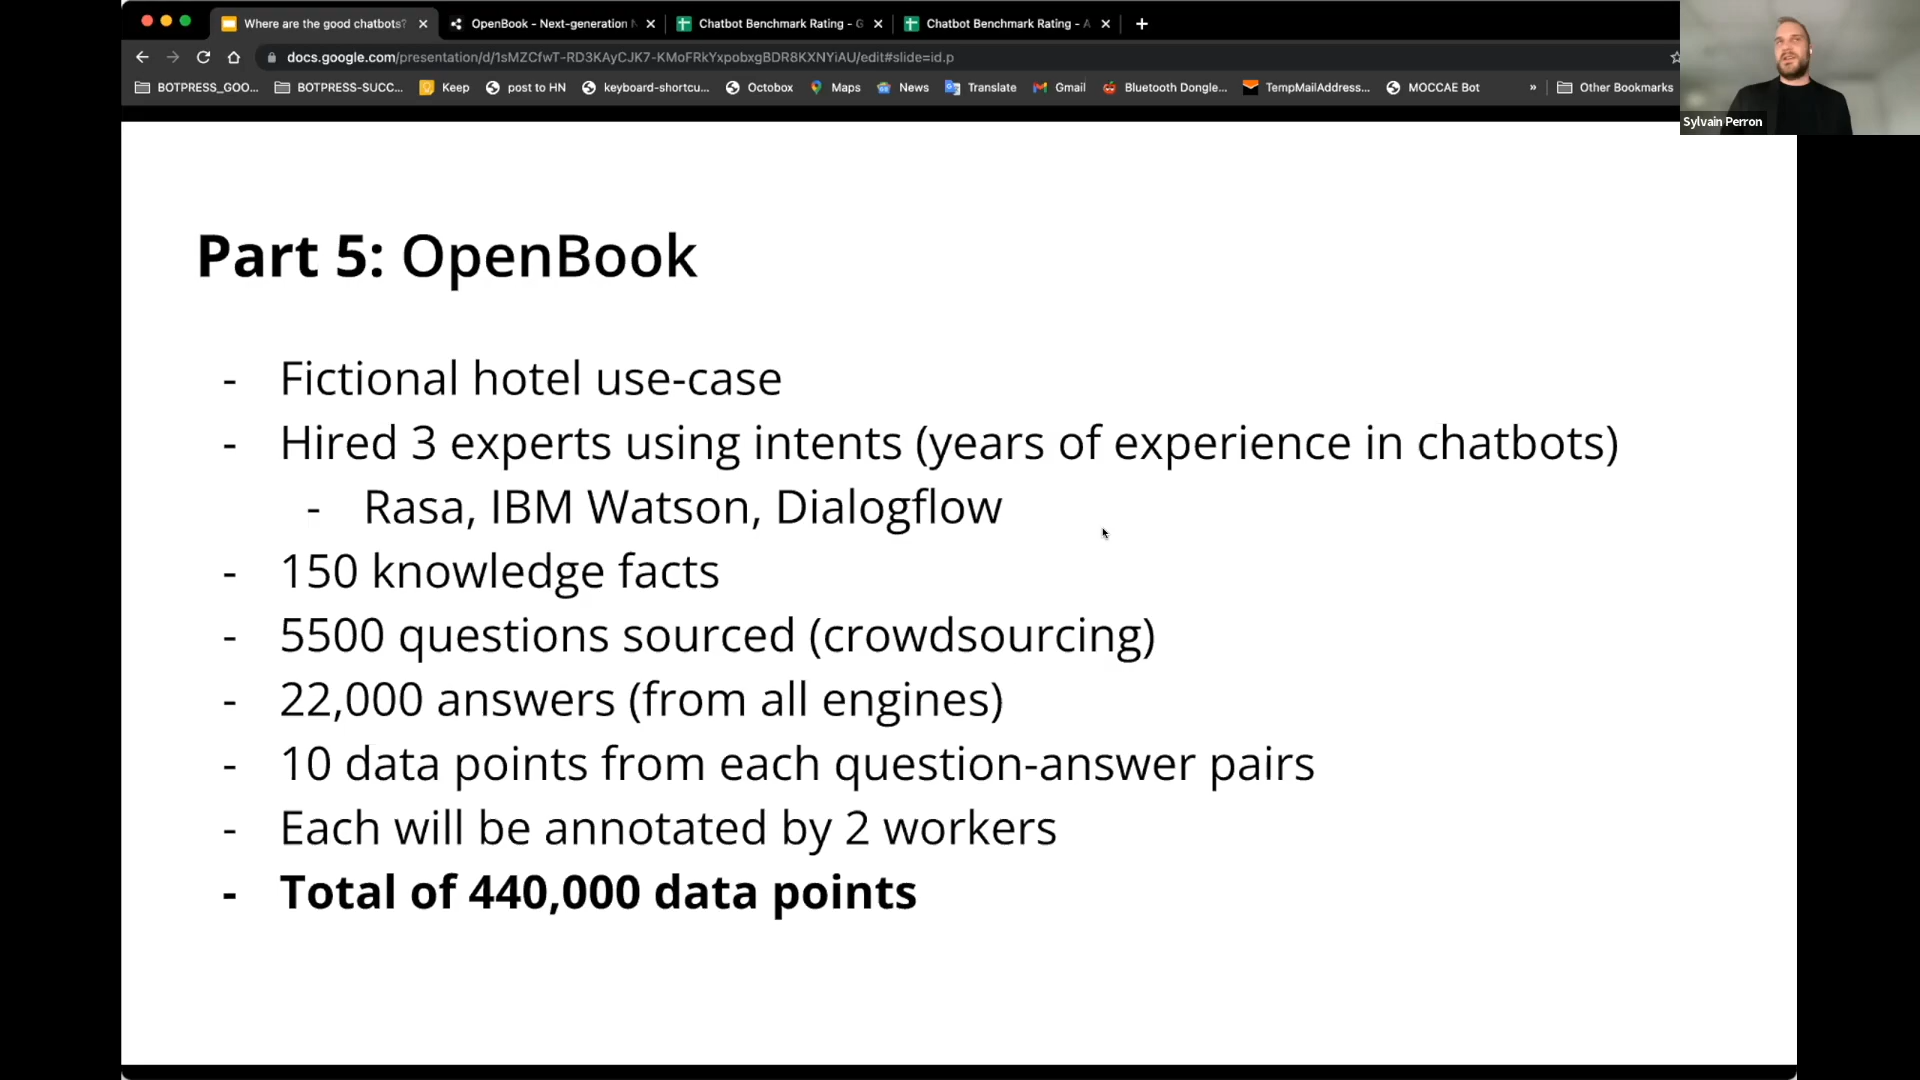 Where are the good chatbots?
OpenBook - Next-generation N
Chatbot Benchmark Rating - G
Chatbot Benchmark Rating - A
docs.google.com/presentation/d/1sMZCfwT-RD3KAyCJK7-KMoFRkYxpobxgBDR8KXNYiAU/edit#slide=id.p
BOTPRESS_GOO...
BOTPRESS-SUCC...
Keep
post to HN
keyboard-shortcu...
Octobox
Maps
News
Translate
Gmail
Bluetooth Dongle...
TempMailAddress...
MOCCAE Bot
»
Other Bookmarks
Sylvain Perron
Part 5: OpenBook
- Fictional hotel use-case
- Hired 3 experts using intents (years of experience in chatbots)
- Rasa, IBM Watson, Dialogflow
- 150 knowledge facts
- 5500 questions sourced (crowdsourcing)
- 22,000 answers (from all engines)
- 10 data points from each question-answer pairs
- Each will be annotated by 2 workers
- Total of 440,000 data points